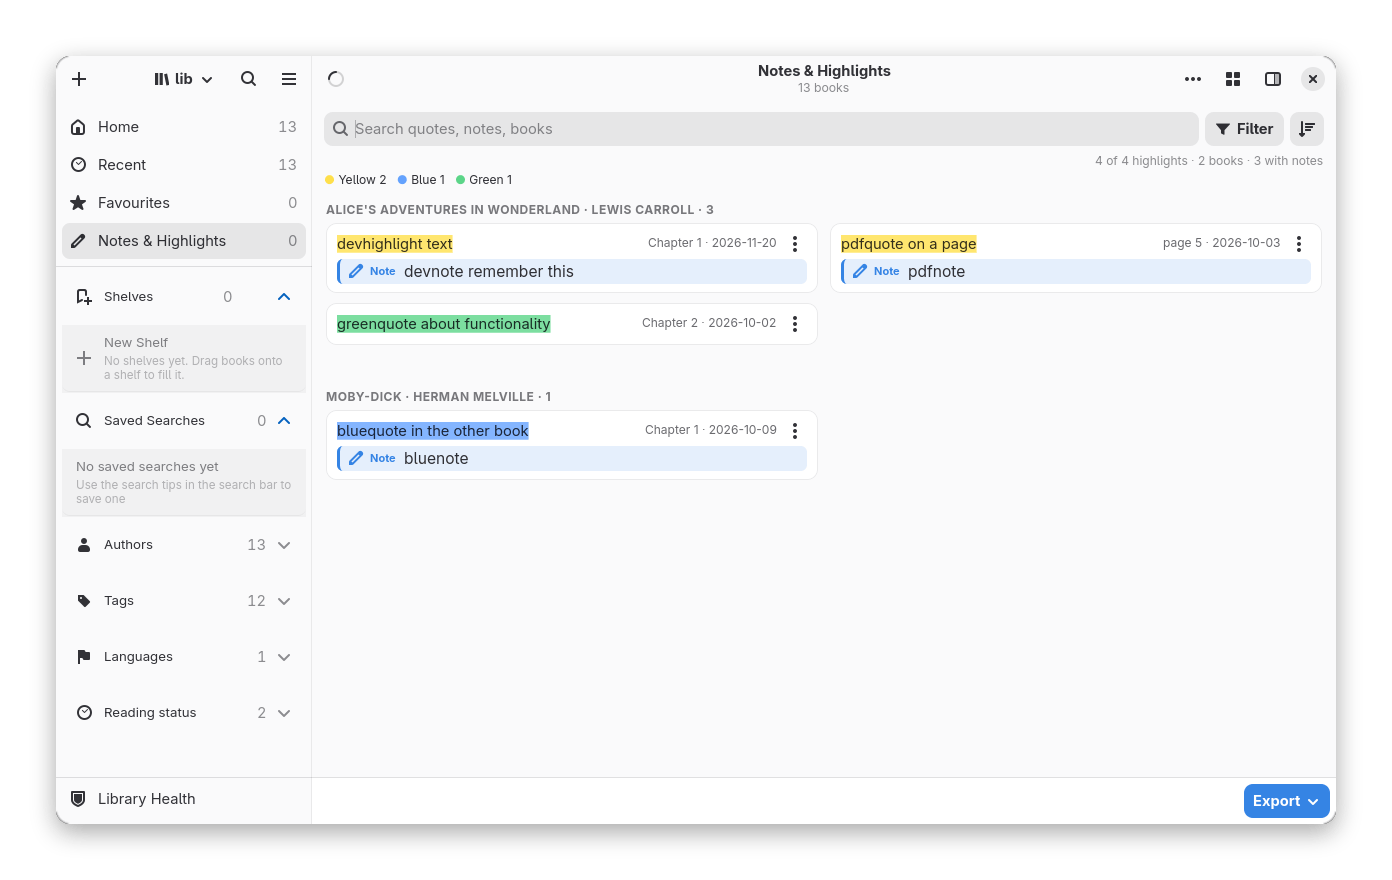 lib
Home 13
Recent 13
Favourites 0
Notes & Highlights 0
Shelves 0
New Shelf
No shelves yet. Drag books onto
a shelf to fill it.
Saved Searches 0
No saved searches yet
Use the search tips in the search bar to
save one
Authors 13
Tags 12
Languages 1
Reading status 2
Library Health
Notes & Highlights
13 books
Search quotes, notes, books
Filter
4 of 4 highlights · 2 books · 3 with notes
Yellow 2 Blue 1 Green 1
ALICE'S ADVENTURES IN WONDERLAND · LEWIS CARROLL · 3
devhighlight text Chapter 1 · 2026-11-20
Note devnote remember this
pdfquote on a page page 5 · 2026-10-03
Note pdfnote
greenquote about functionality Chapter 2 · 2026-10-02
MOBY-DICK · HERMAN MELVILLE · 1
bluequote in the other book Chapter 1 · 2026-10-09
Note bluenote
Export